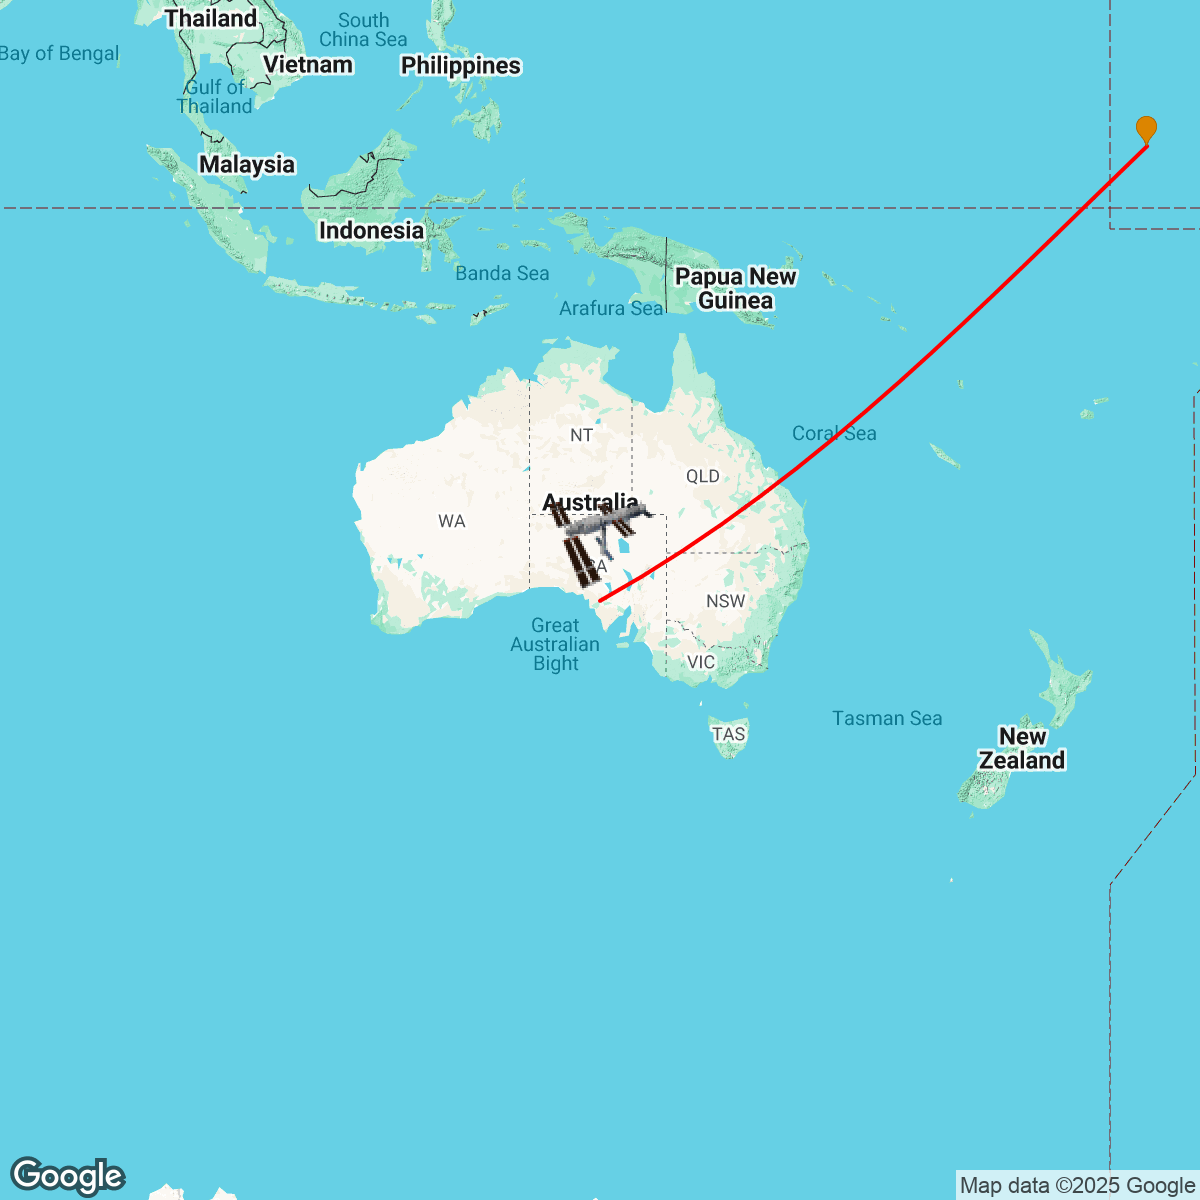 Thailand
South
China Sea
Bay of Bengal
Vietnam
Philippines
Gulf of
Thailand
Malaysia
Indonesia
Banda Sea
Papua New
Guinea
Arafura Sea
NT
Coral Sea
QLD
Australia
WA
SA
NSW
Great
Australian
Bight
VIC
Tasman Sea
TAS
New
Zealand
Google
Map data ©2025 Google